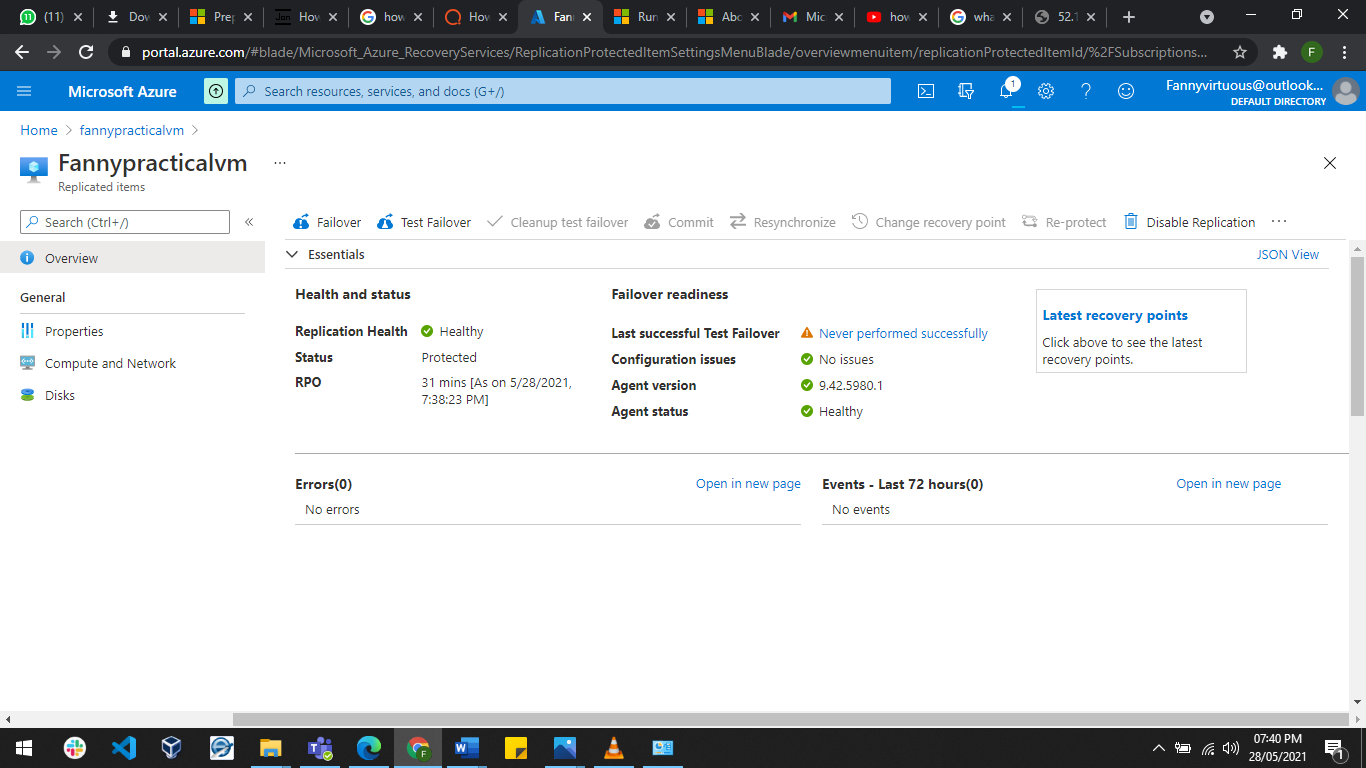 (11)
Dow
Prep
How
how
How
Fann
Run
Abo
Mic
how
wha
52.1
portal.azure.com/#blade/Microsoft_Azure_RecoveryServices/ReplicationProtectedItemSettingsMenuBlade/overviewmenuitem/replicationProtectedItemId/%2FSubscriptions...
F
Microsoft Azure
Search resources, services, and docs (G+/)
1
Fannyvirtuous@outlook...
DEFAULT DIRECTORY
Home > fannypracticalvm >
Fannypracticalvm ...
Replicated items
Search (Ctrl+/)
«
Failover
Test Failover
Cleanup test failover
Commit
Resynchronize
Change recovery point
Re-protect
Disable Replication
...
Overview
General
Properties
Compute and Network
Disks
Essentials
JSON View
Health and status
Replication Health Healthy
Status Protected
RPO 31 mins [As on 5/28/2021,
7:38:23 PM]
Failover readiness
Last successful Test Failover Never performed successfully
Configuration issues No issues
Agent version 9.42.5980.1
Agent status Healthy
Latest recovery points
Click above to see the latest
recovery points.
Errors(0)
Open in new page
No errors
Events - Last 72 hours(0)
Open in new page
No events
07:40 PM
28/05/2021
1